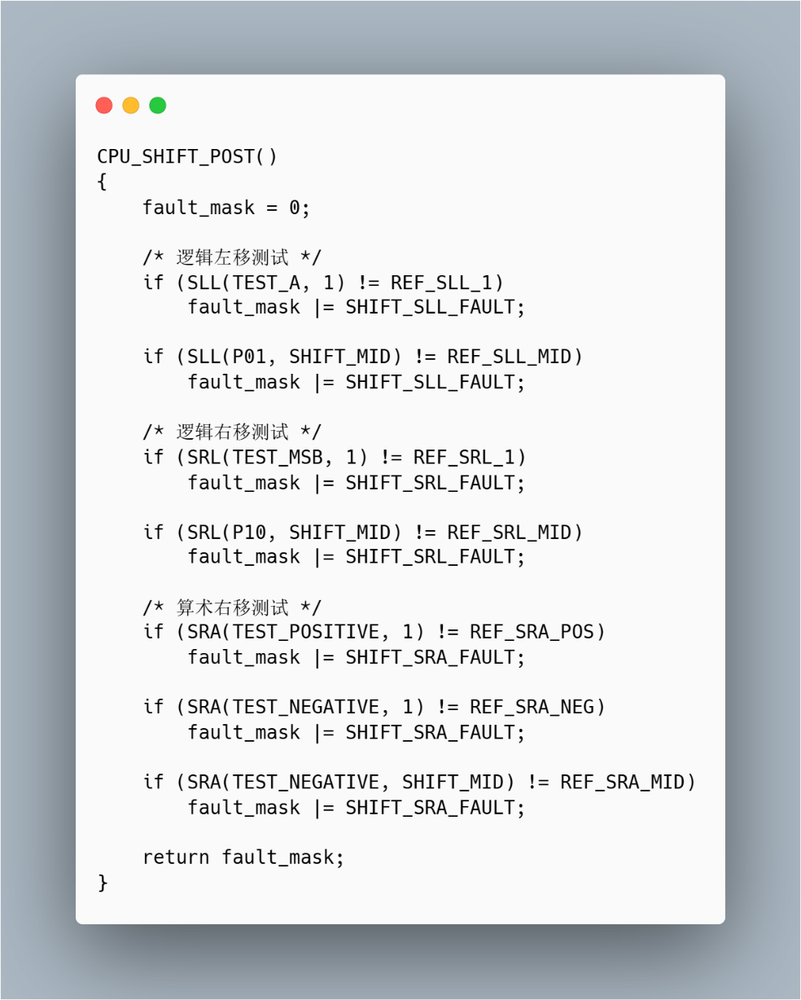 CPU_SHIFT_POST()
{
    fault_mask = 0;

    /* 逻辑左移测试 */
    if (SLL(TEST_A, 1) != REF_SLL_1)
        fault_mask |= SHIFT_SLL_FAULT;

    if (SLL(P01, SHIFT_MID) != REF_SLL_MID)
        fault_mask |= SHIFT_SLL_FAULT;

    /* 逻辑右移测试 */
    if (SRL(TEST_MSB, 1) != REF_SRL_1)
        fault_mask |= SHIFT_SRL_FAULT;

    if (SRL(P10, SHIFT_MID) != REF_SRL_MID)
        fault_mask |= SHIFT_SRL_FAULT;

    /* 算术右移测试 */
    if (SRA(TEST_POSITIVE, 1) != REF_SRA_POS)
        fault_mask |= SHIFT_SRA_FAULT;

    if (SRA(TEST_NEGATIVE, 1) != REF_SRA_NEG)
        fault_mask |= SHIFT_SRA_FAULT;

    if (SRA(TEST_NEGATIVE, SHIFT_MID) != REF_SRA_MID)
        fault_mask |= SHIFT_SRA_FAULT;

    return fault_mask;
}